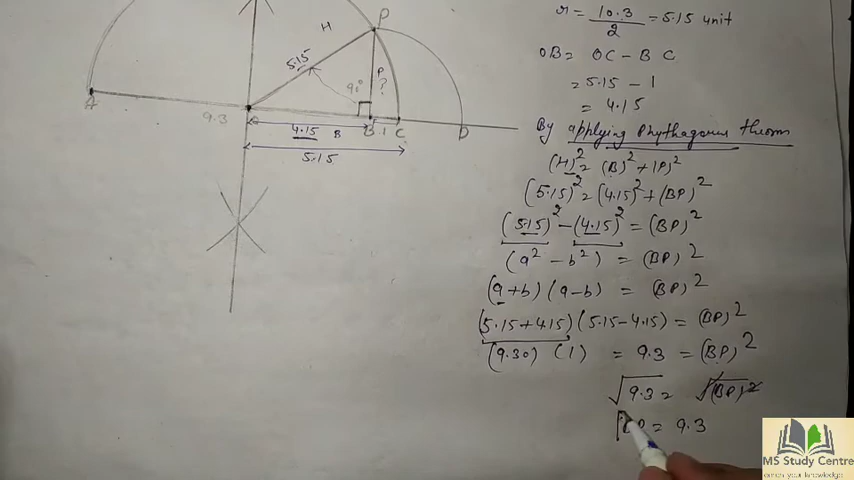 P
H
5.15
P
?
90°
A
9.3
4.15 B
B 1 C
D
5.15
r = 10.3 / 2 = 5.15 unit
OB = OC - BC
= 5.15 - 1
= 4.15
By applying Phythagorus theorm
(H)² = (B)² + (P)²
(5.15)² = (4.15)² + (BP)²
(5.15)² - (4.15)² = (BP)²
(a² - b²) = (BP)²
(a+b) (a-b) = (BP)²
(5.15+4.15) (5.15-4.15) = (BP)²
(9.30) (1) = 9.3 = (BP)²
√9.3 = √(BP)²
= 9.3
MS Study Centre